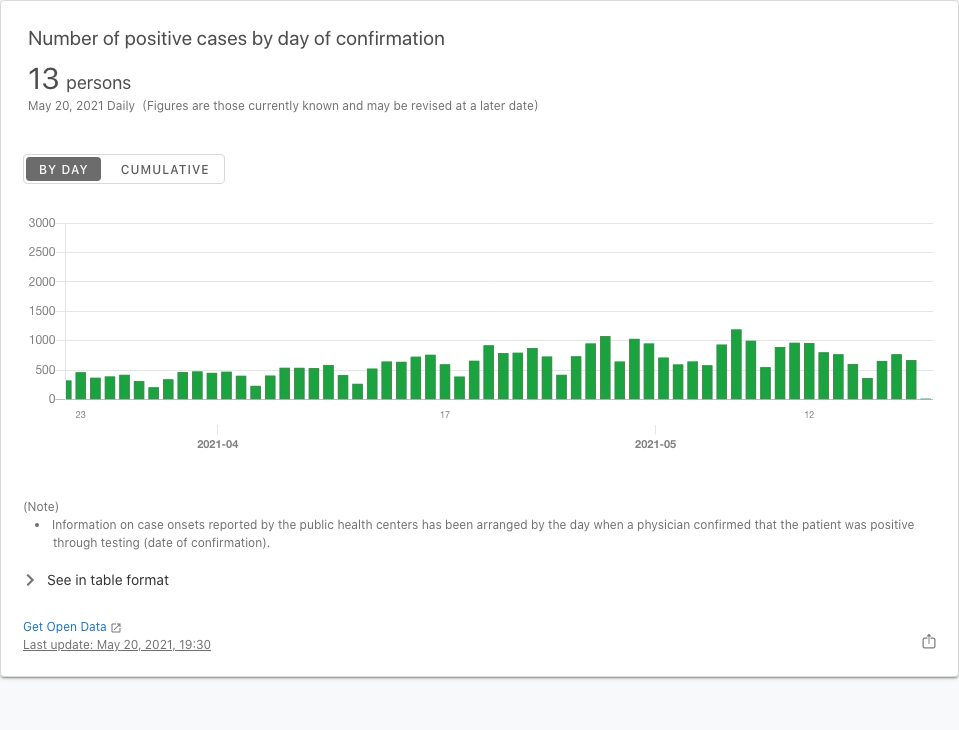 Number of positive cases by day of confirmation
13 persons
May 20, 2021 Daily (Figures are those currently known and may be revised at a later date)
BY DAY CUMULATIVE
3000
2500
2000
1500
1000
500
0
23 17 12
2021-04 2021-05
(Note)
• Information on case onsets reported by the public health centers has been arranged by the day when a physician confirmed that the patient was positive
through testing (date of confirmation).
See in table format
Get Open Data
Last update: May 20, 2021, 19:30